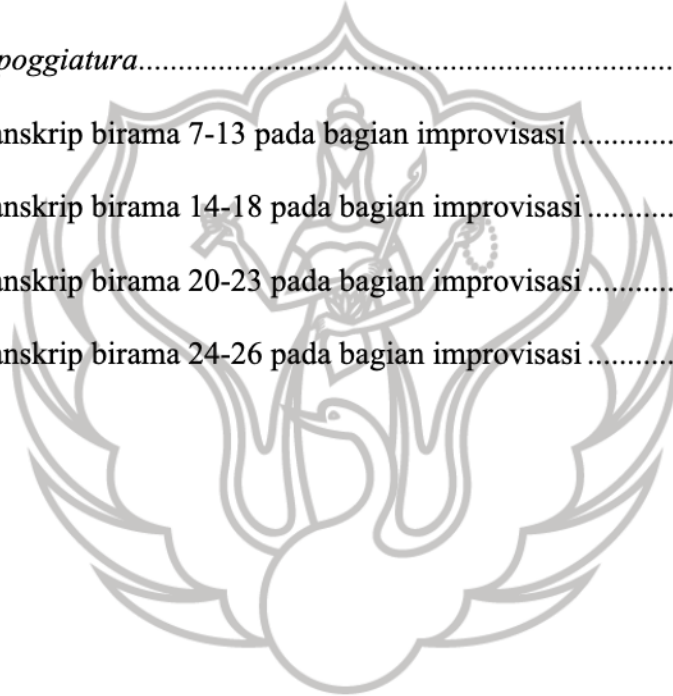 poggiatura........................................................................
anskrip birama 7-13 pada bagian improvisasi..............
anskrip birama 14-18 pada bagian improvisasi............
anskrip birama 20-23 pada bagian improvisasi............
anskrip birama 24-26 pada bagian improvisasi............